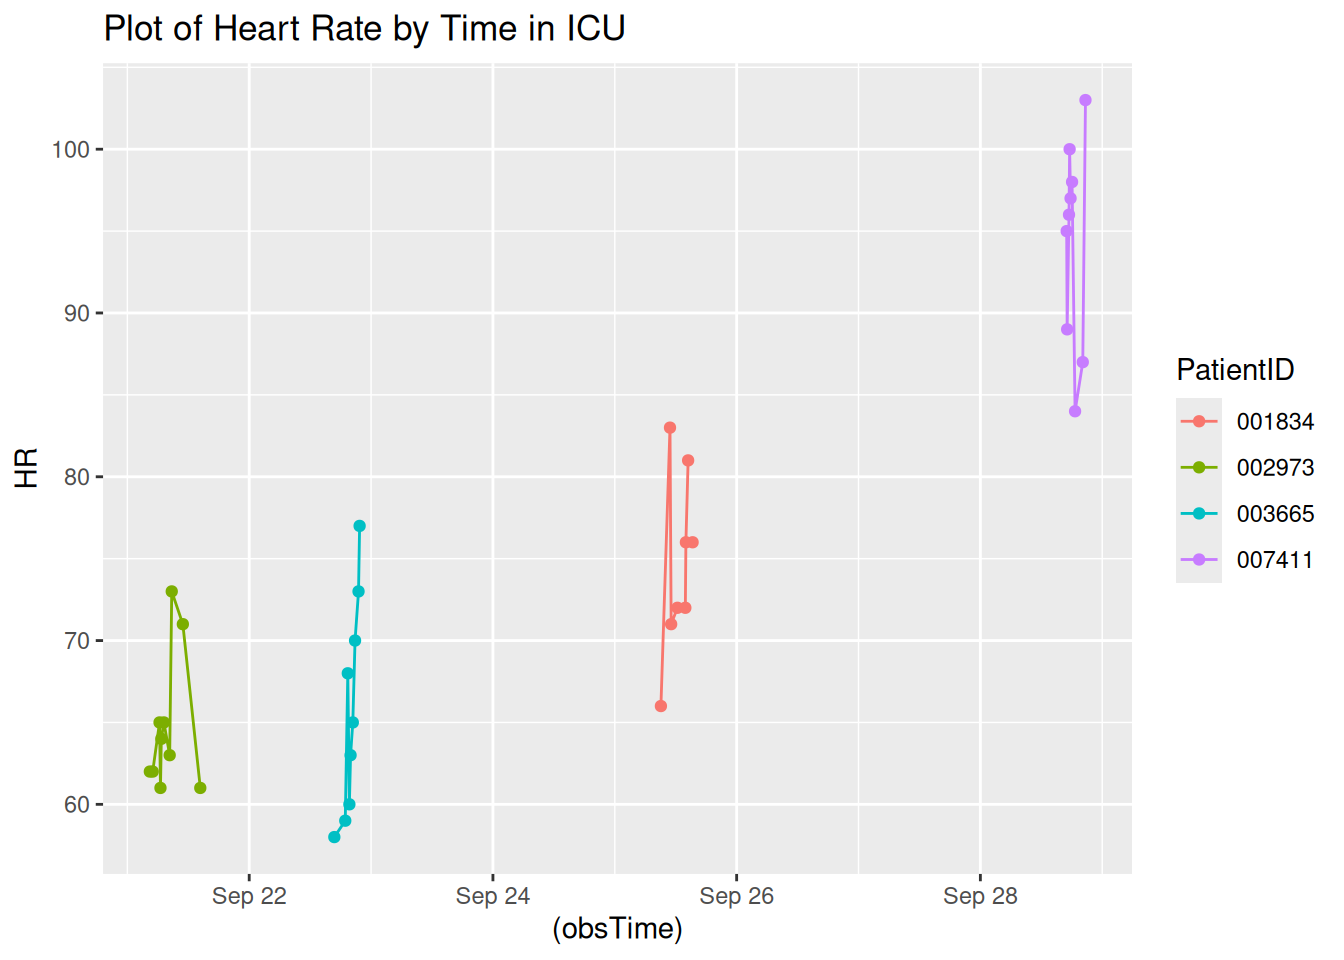 Plot of Heart Rate by Time in ICU
100
90
80
70
60
HR
Sep 22
Sep 24
Sep 26
Sep 28
(obsTime)
PatientID
001834
002973
003665
007411